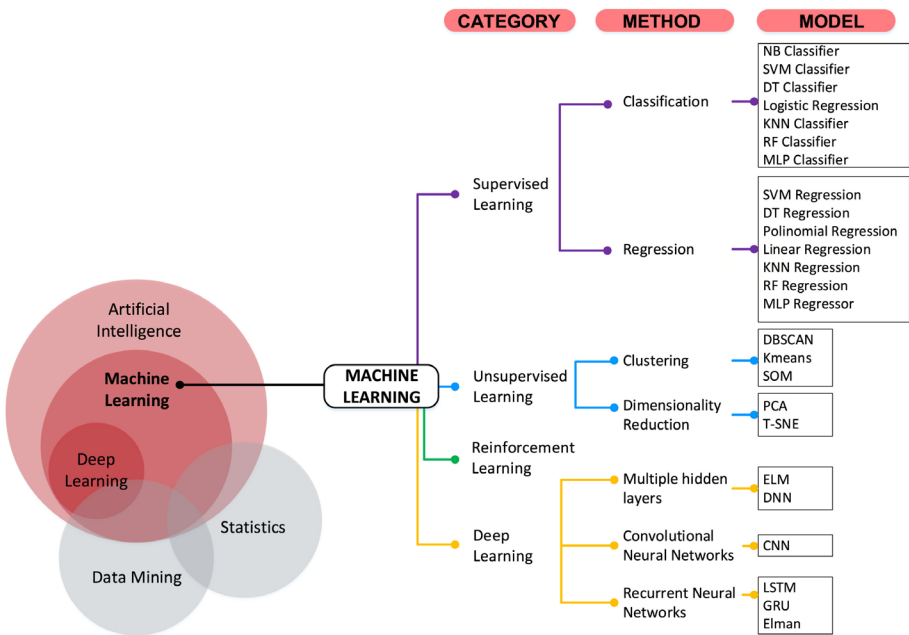 CATEGORY
METHOD
MODEL
NB Classifier
SVM Classifier
DT Classifier
Logistic Regression
KNN Classifier
RF Classifier
MLP Classifier
Classification
Supervised
Learning
SVM Regression
DT Regression
Polinomial Regression
Linear Regression
KNN Regression
RF Regression
MLP Regressor
Regression
Artificial
Intelligence
Machine
Learning
Deep
Learning
Statistics
Data Mining
MACHINE
LEARNING
Unsupervised
Learning
Clustering
DBSCAN
Kmeans
SOM
Dimensionality
Reduction
PCA
T-SNE
Reinforcement
Learning
Deep
Learning
Multiple hidden
layers
ELM
DNN
Convolutional
Neural Networks
CNN
Recurrent Neural
Networks
LSTM
GRU
Elman